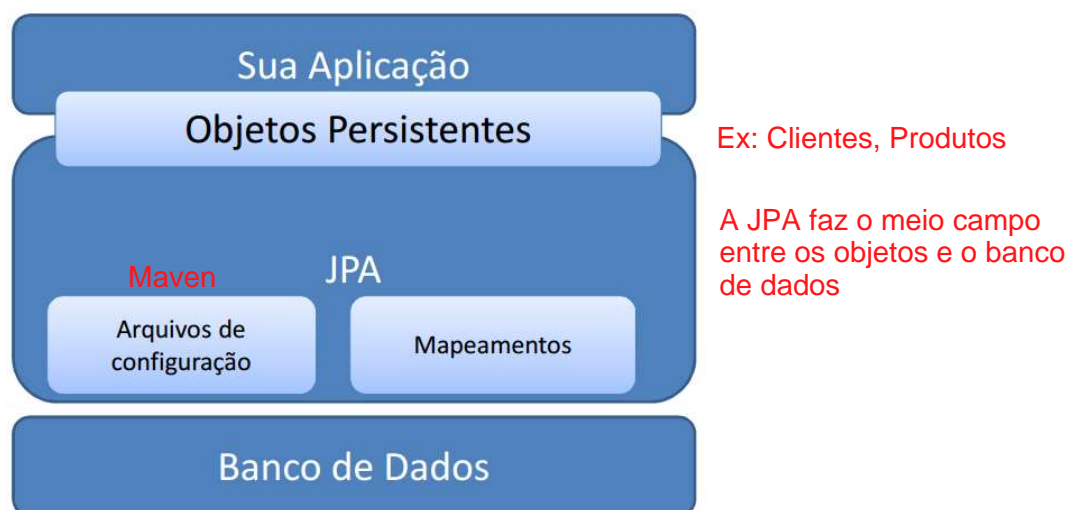 Sua Aplicação
Objetos Persistentes
Ex: Clientes, Produtos
A JPA faz o meio campo
entre os objetos e o banco
de dados
Maven
JPA
Arquivos de
configuração
Mapeamentos
Banco de Dados